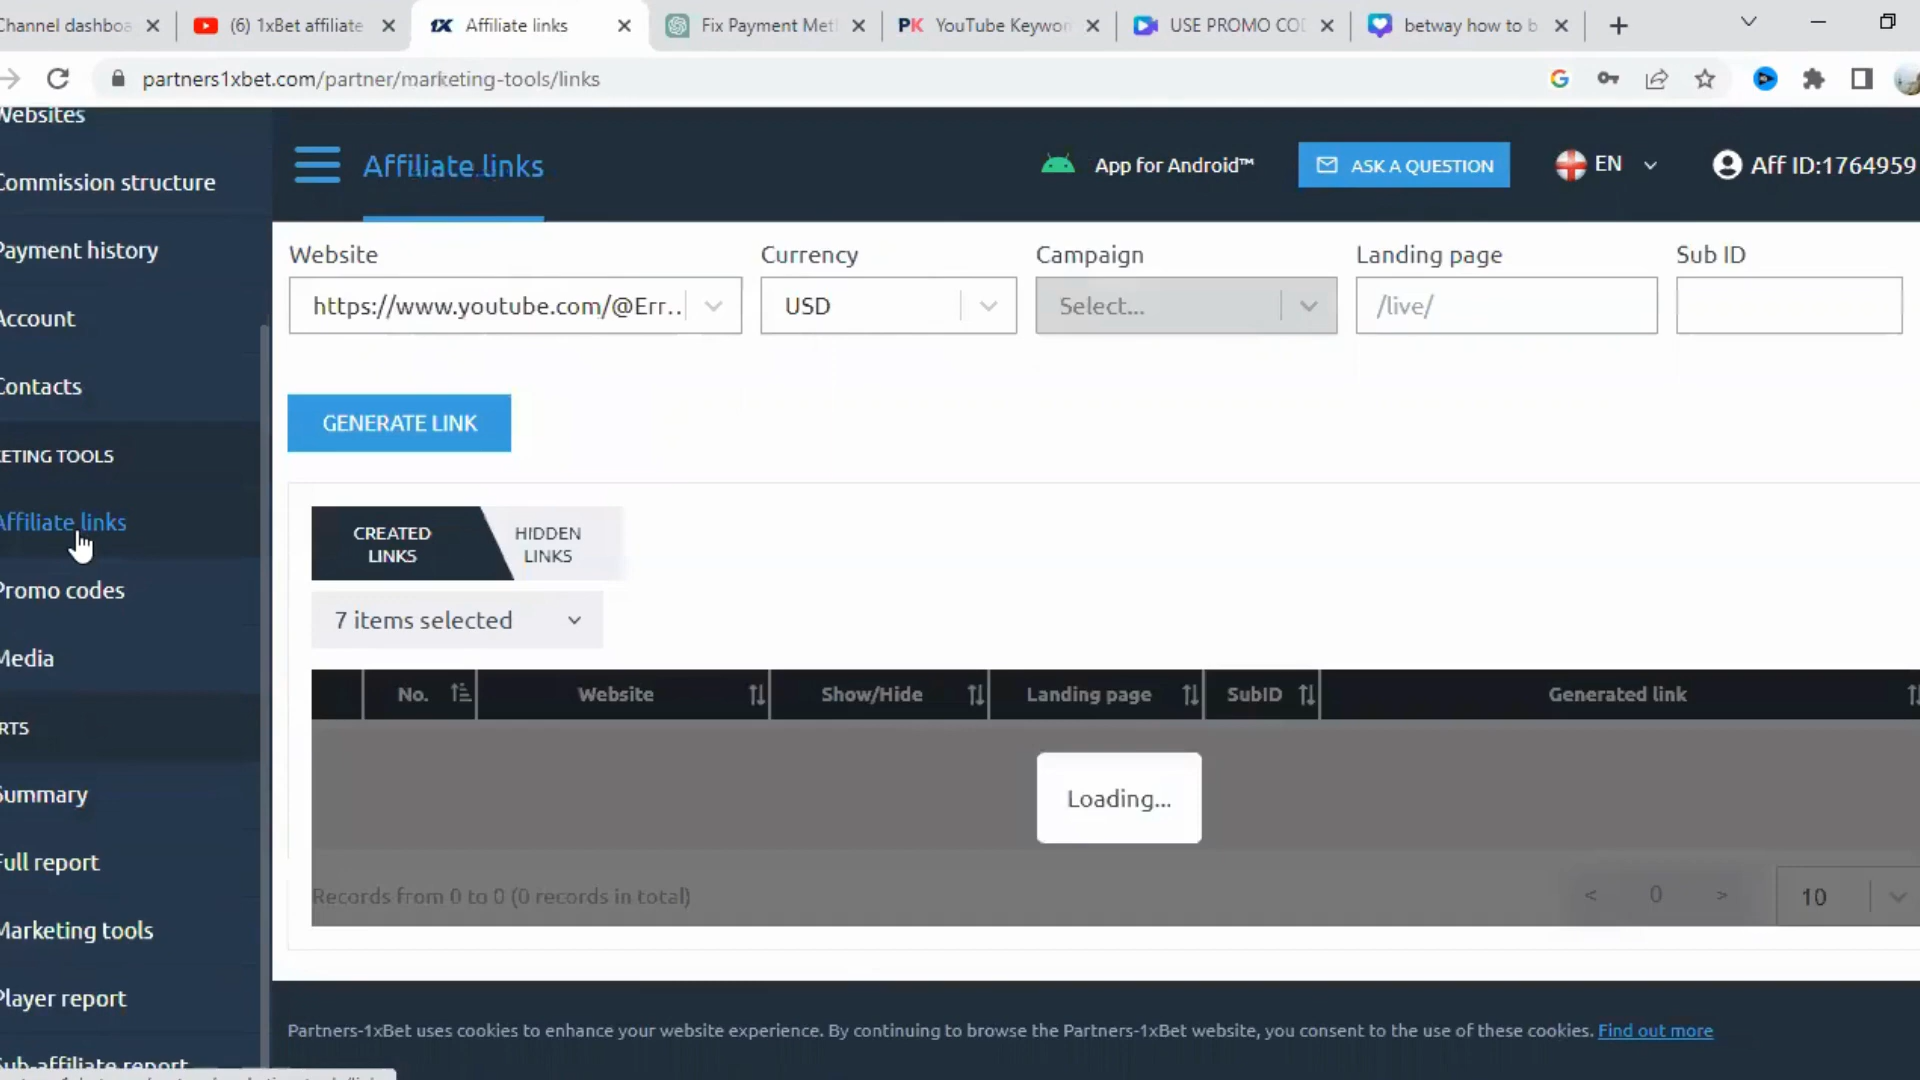 Channel dashboa
(6) 1xBet affiliate
1X Affiliate links
Fix Payment Met
PK YouTube Keywor
USE PROMO CO
betway how to b
partners1xbet.com/partner/marketing-tools/links
Websites
Commission structure
Payment history
Account
Contacts
ETING TOOLS
Affiliate links
Promo codes
Media
RTS
Summary
Full report
Marketing tools
Player report
Sub-affiliate report
Affiliate links
App for Android™
ASK A QUESTION
EN
Aff ID:1764959
Website
Currency
Campaign
Landing page
Sub ID
https://www.youtube.com/@Err...
USD
Select...
/live/
GENERATE LINK
CREATED
LINKS
HIDDEN
LINKS
7 items selected
No.
Website
Show/Hide
Landing page
SubID
Generated link
Loading...
Records from 0 to 0 (0 records in total)
< 0 >
10
Partners-1xBet uses cookies to enhance your website experience. By continuing to browse the Partners-1xBet website, you consent to the use of these cookies. Find out more